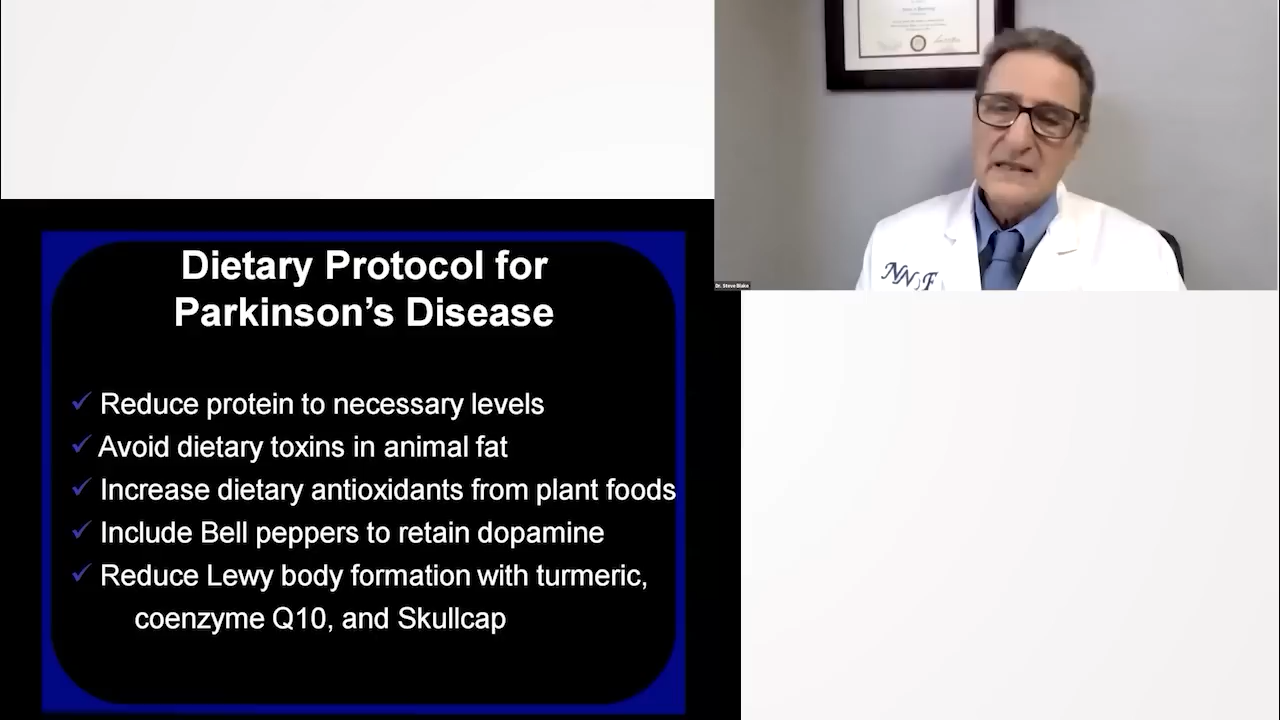 Dietary Protocol for
Parkinson’s Disease
✓ Reduce protein to necessary levels
✓ Avoid dietary toxins in animal fat
✓ Increase dietary antioxidants from plant foods
✓ Include Bell peppers to retain dopamine
✓ Reduce Lewy body formation with turmeric,
coenzyme Q10, and Skullcap
Dr. Steve Blake